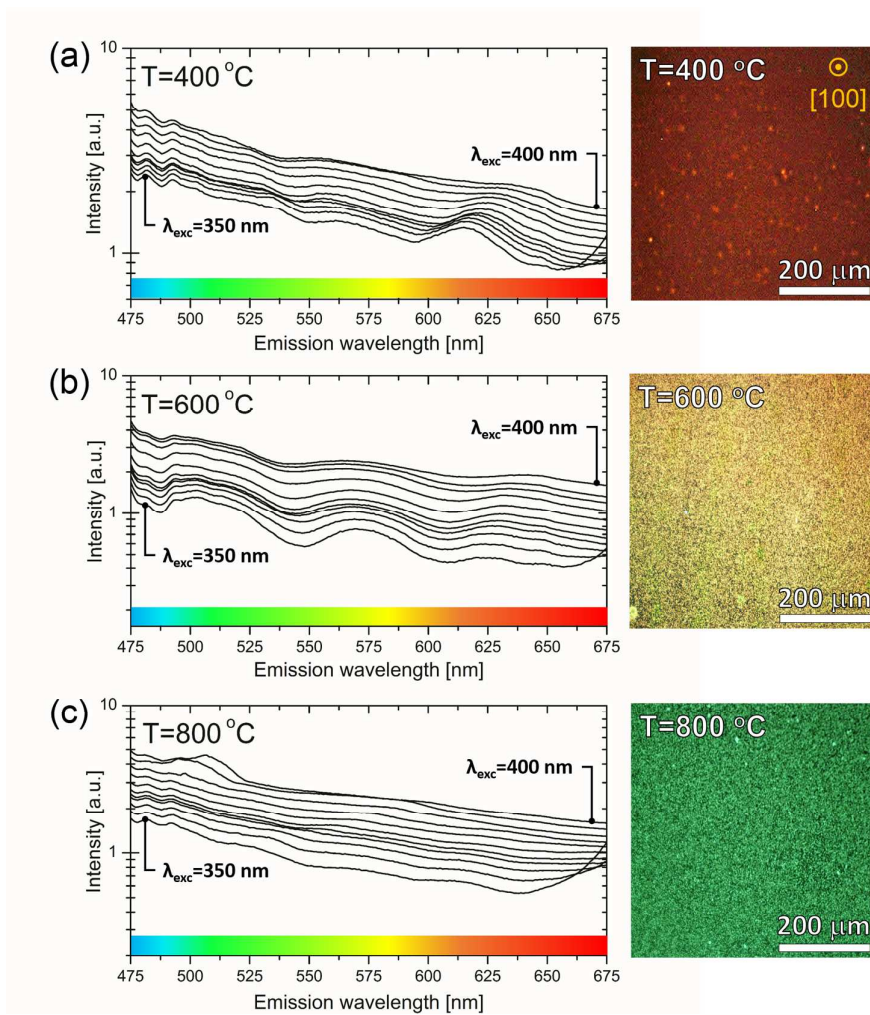 (a)
T=400 °C
10
1
Intensity [a.u.]
λexc=400 nm
λexc=350 nm
475 500 525 550 575 600 625 650 675
Emission wavelength [nm]
T=400 °C
[100]
200 µm
(b)
T=600 °C
10
1
Intensity [a.u.]
λexc=400 nm
λexc=350 nm
475 500 525 550 575 600 625 650 675
Emission wavelength [nm]
T=600 °C
200 µm
(c)
T=800 °C
10
1
Intensity [a.u.]
λexc=400 nm
λexc=350 nm
475 500 525 550 575 600 625 650 675
Emission wavelength [nm]
T=800 °C
200 µm